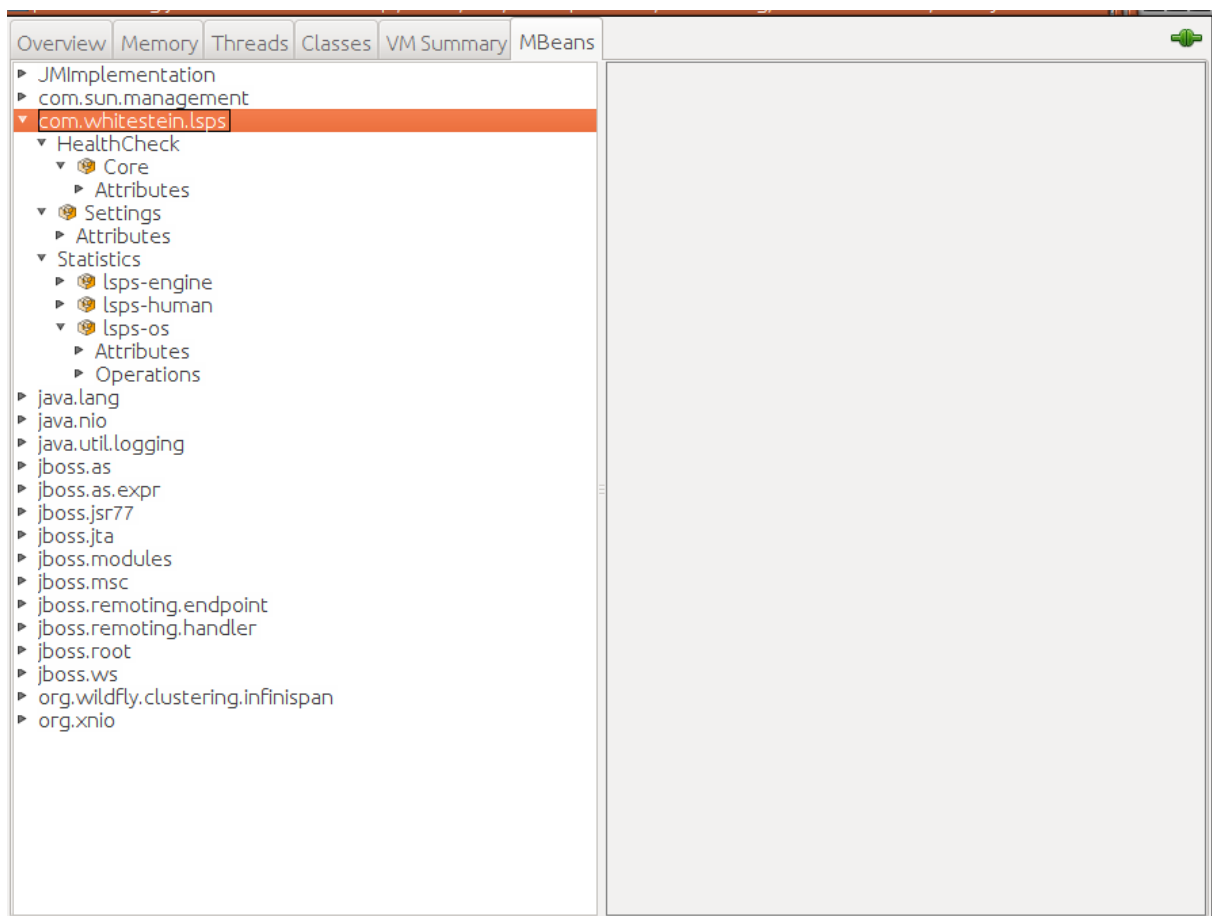 Overview Memory Threads Classes VM Summary MBeans
JMImplementation
com.sun.management
com.whitestein.lsps
HealthCheck
Core
Attributes
Settings
Attributes
Statistics
lsps-engine
lsps-human
lsps-os
Attributes
Operations
java.lang
java.nio
java.util.logging
jboss.as
jboss.as.expr
jboss.jsr77
jboss.jta
jboss.modules
jboss.msc
jboss.remoting.endpoint
jboss.remoting.handler
jboss.root
jboss.ws
org.wildfly.clustering.infinispan
org.xnio